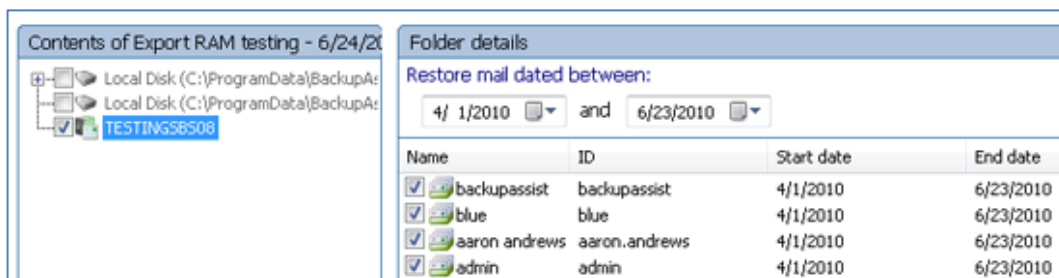 Contents of Export RAM testing - 6/24/20
Local Disk (C:\ProgramData\BackupAs
Local Disk (C:\ProgramData\BackupAs
TESTINGSBS08
Folder details
Restore mail dated between:
4/ 1/2010 and 6/23/2010
Name ID Start date End date
backupassist backupassist 4/1/2010 6/23/2010
blue blue 4/1/2010 6/23/2010
aaron andrews aaron.andrews 4/1/2010 6/23/2010
admin admin 4/1/2010 6/23/2010